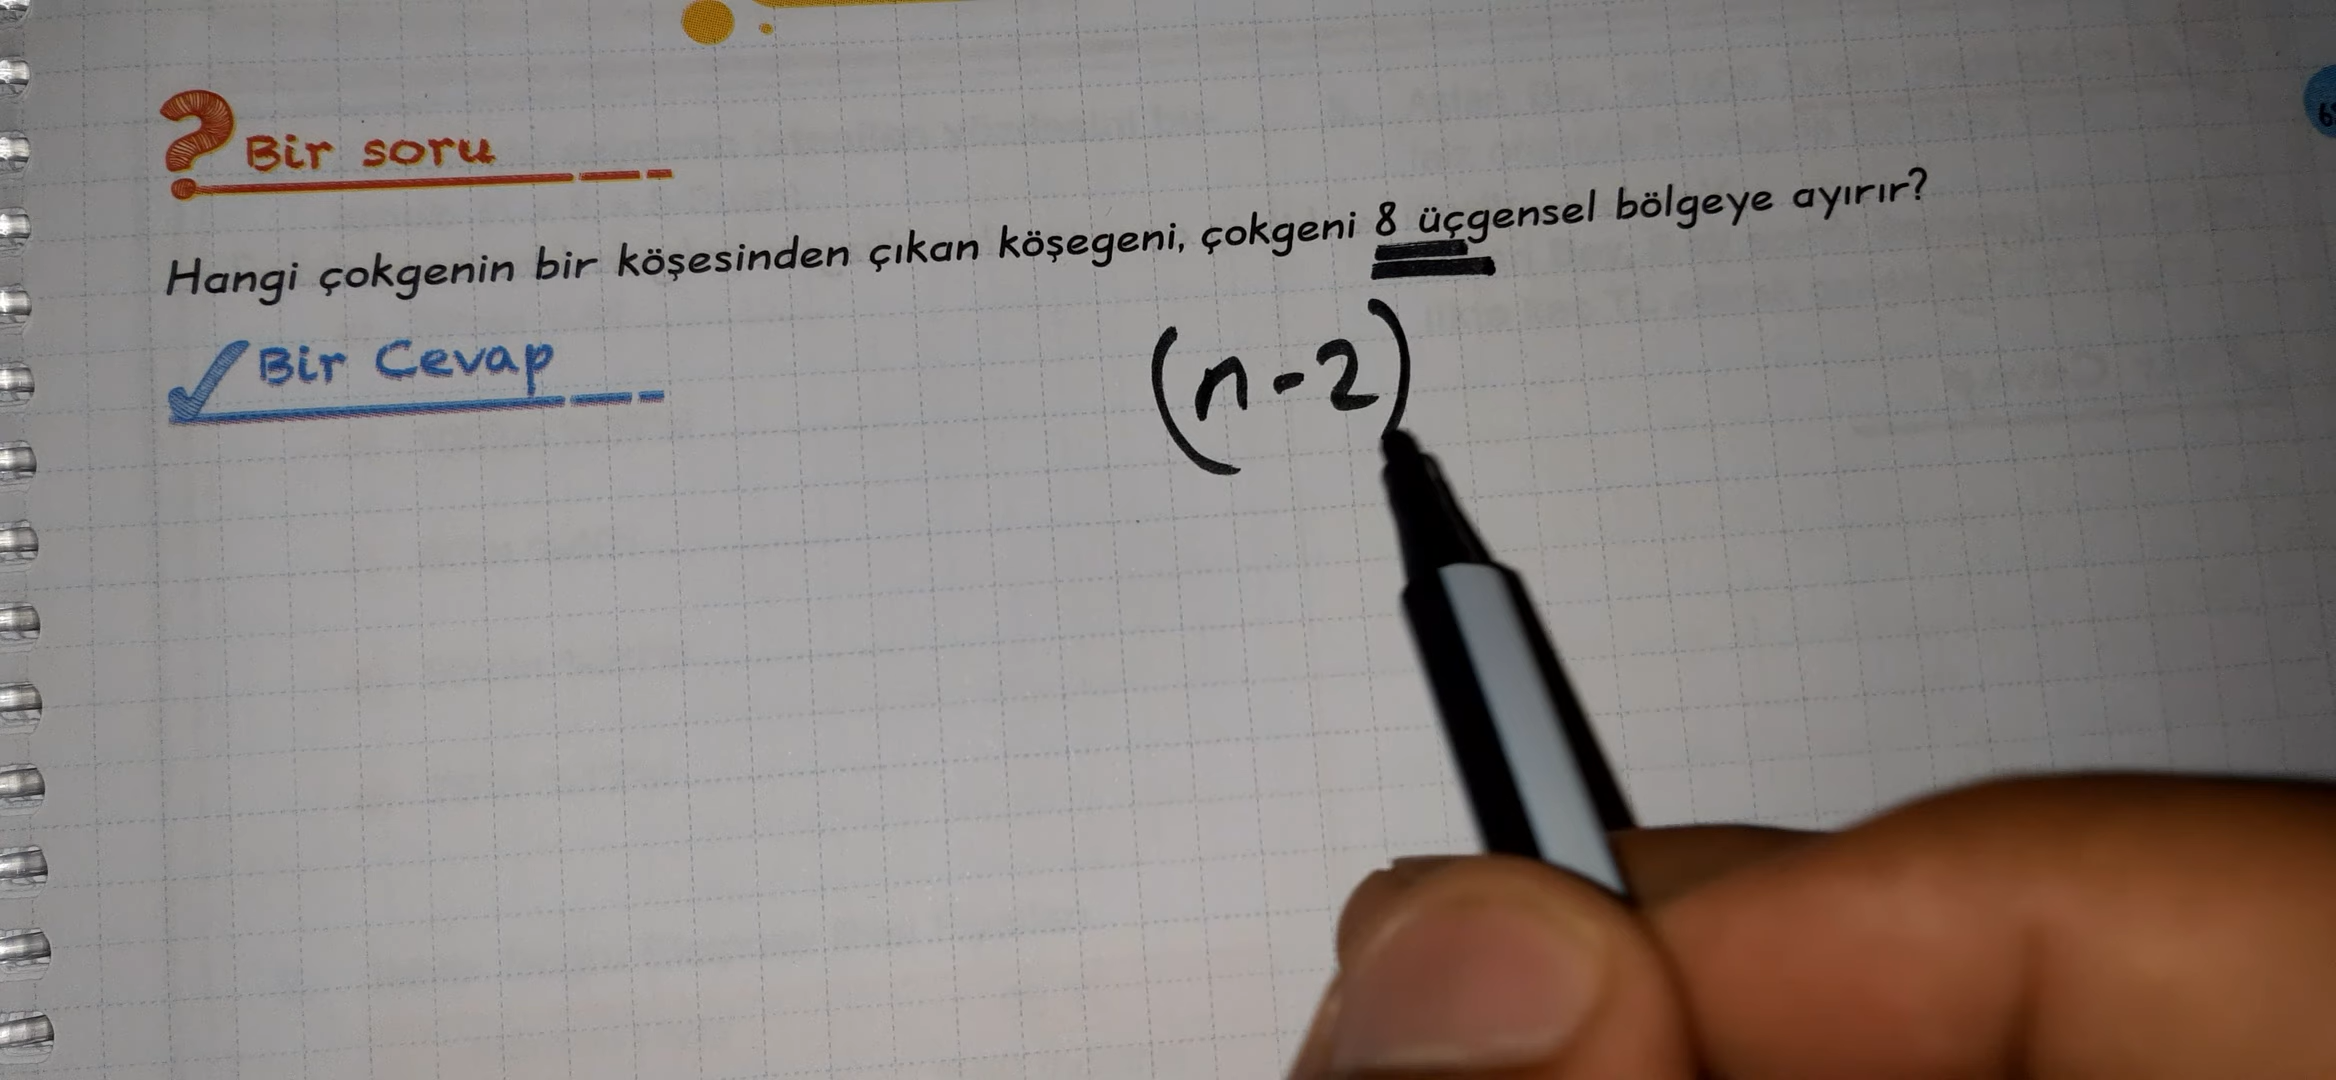 Bir soru
Hangi çokgenin bir köşesinden çıkan köşegeni, çokgeni 8 üçgensel bölgeye ayırır?
Bir Cevap
(n-2)